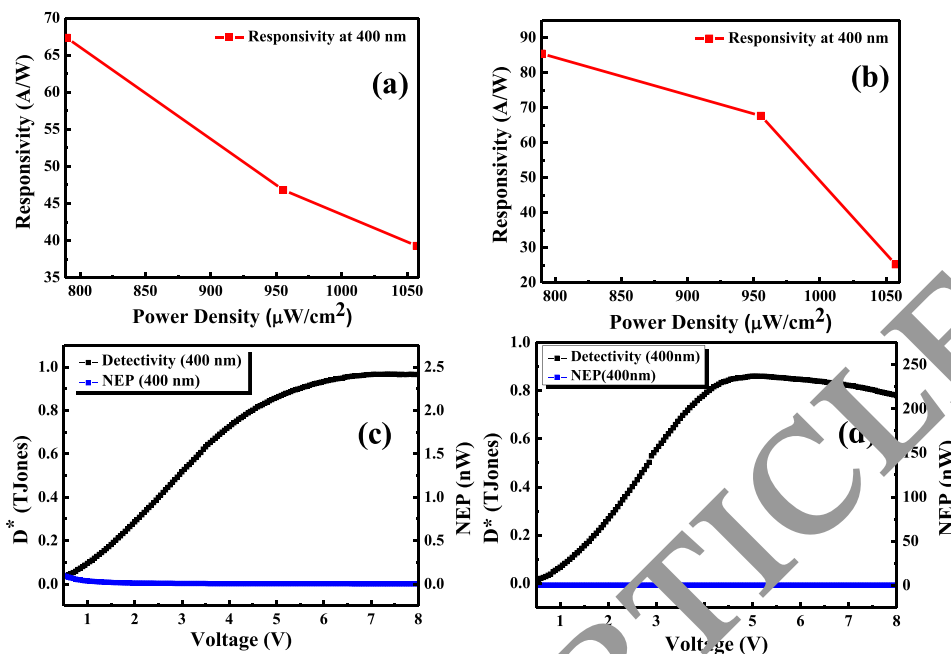 70
65
60
55
50
45
40
35
Responsivity (A/W)
Responsivity at 400 nm
(a)
800 850 900 950 1000 1050
Power Density (μW/cm²)
90
80
70
60
50
40
30
20
Responsivity (A/W)
Responsivity at 400 nm
(b)
800 850 900 950 1000 1050
Power Density (μW/cm²)
1.0
0.8
0.6
0.4
0.2
0.0
D* (TJones)
Detectivity (400 nm)
NEP (400 nm)
(c)
2.5
2.0
1.5
1.0
0.5
0.0
NEP (nW)
1 2 3 4 5 6 7 8
Voltage (V)
1.0
0.8
0.6
0.4
0.2
0.0
D* (TJones)
Detectivity (400nm)
NEP(400nm)
(d)
250
200
150
100
50
0
NEP (nW)
1 2 3 4 5 6 7 8
Voltage (V)
RTICLE